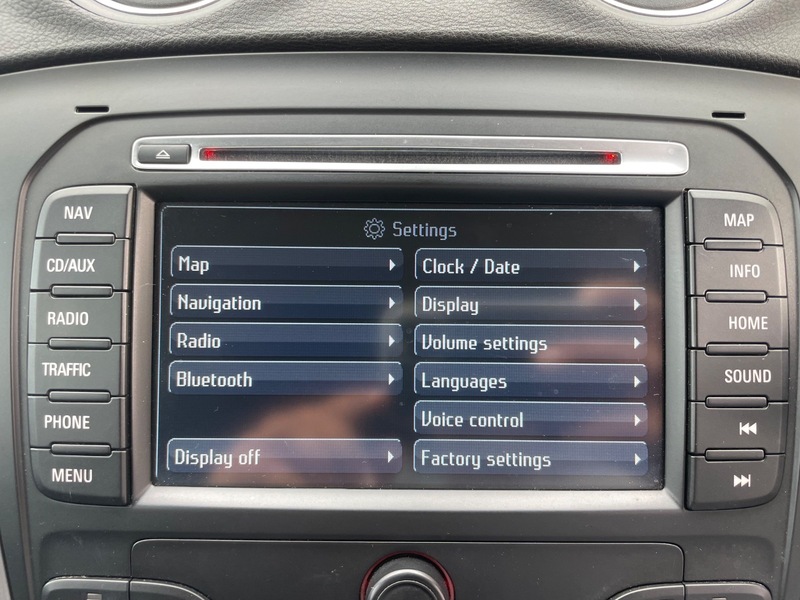 NAV
CD/AUX
RADIO
TRAFFIC
PHONE
MENU
Settings
Map
Navigation
Radio
Bluetooth
Display off
Clock / Date
Display
Volume settings
Languages
Voice control
Factory settings
MAP
INFO
HOME
SOUND